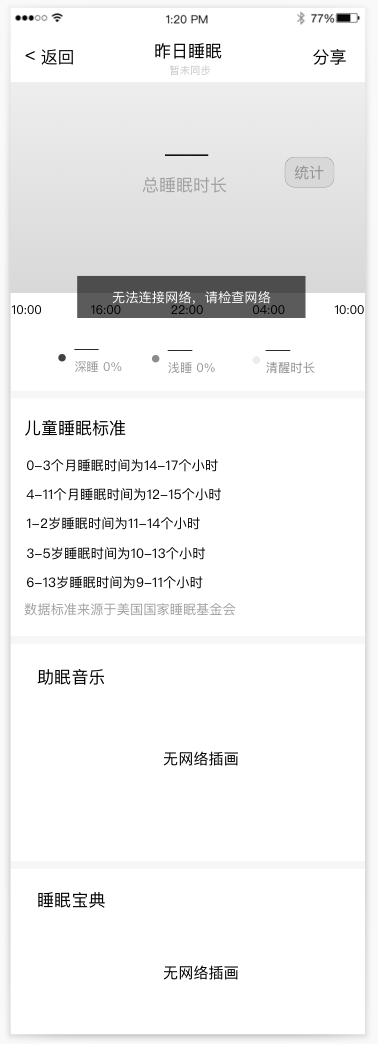 1:20 PM
77%
< 返回
昨日睡眠
分享
暂未同步
总睡眠时长
统计
无法连接网络，请检查网络
10:00 16:00 22:00 04:00 10:00
深睡 0% 浅睡 0% 清醒时长
儿童睡眠标准
0-3个月睡眠时间为14-17个小时
4-11个月睡眠时间为12-15个小时
1-2岁睡眠时间为11-14个小时
3-5岁睡眠时间为10-13个小时
6-13岁睡眠时间为9-11个小时
数据标准来源于美国国家睡眠基金会
助眠音乐
无网络插画
睡眠宝典
无网络插画